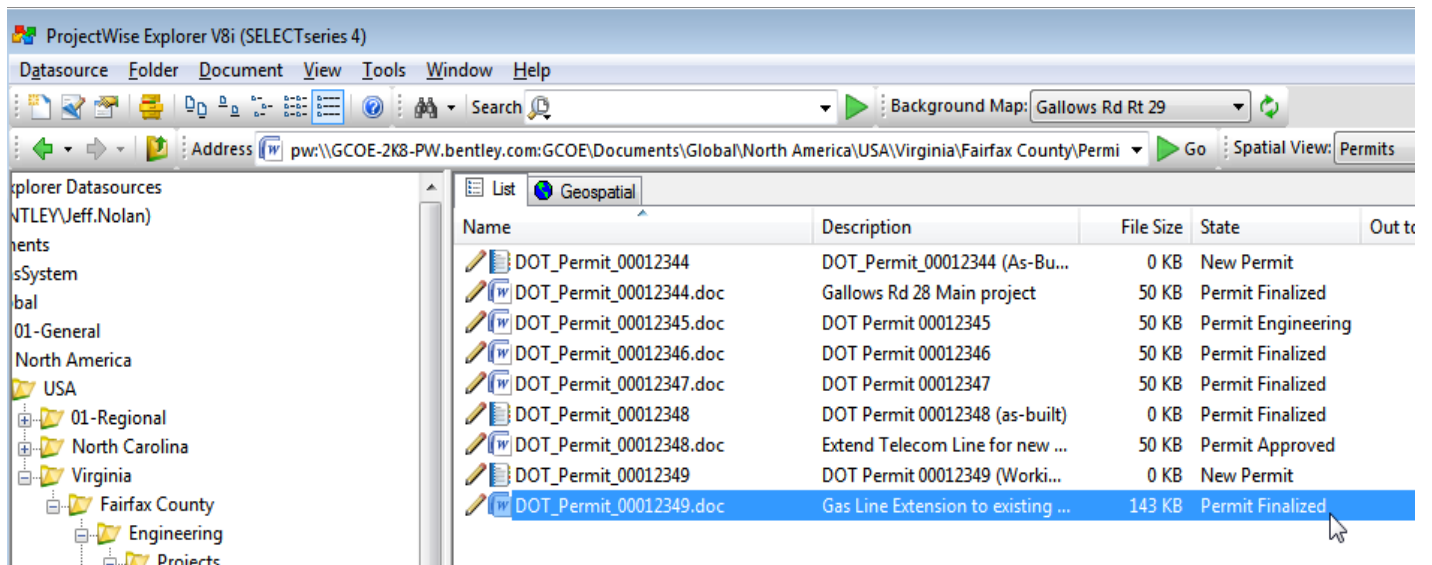 ProjectWise Explorer V8i (SELECTseries 4)
Datasource Folder Document View Tools Window Help
Search Background Map: Gallows Rd Rt 29
Address pw:\\GCOE-2K8-PW.bentley.com:GCOE\Documents\Global\North America\USA\Virginia\Fairfax County\Permi Go Spatial View: Permits
xplorer Datasources
NTLEY\Jeff.Nolan)
nents
sSystem
bal
01-General
North America
USA
01-Regional
North Carolina
Virginia
Fairfax County
Engineering
Projects
List Geospatial
Name Description File Size State Out to
DOT_Permit_00012344 DOT_Permit_00012344 (As-Bu... 0 KB New Permit
DOT_Permit_00012344.doc Gallows Rd 28 Main project 50 KB Permit Finalized
DOT_Permit_00012345.doc DOT Permit 00012345 50 KB Permit Engineering
DOT_Permit_00012346.doc DOT Permit 00012346 50 KB Permit Finalized
DOT_Permit_00012347.doc DOT Permit 00012347 50 KB Permit Finalized
DOT_Permit_00012348 DOT Permit 00012348 (as-built) 0 KB Permit Finalized
DOT_Permit_00012348.doc Extend Telecom Line for new ... 50 KB Permit Approved
DOT_Permit_00012349 DOT Permit 00012349 (Worki... 0 KB New Permit
DOT_Permit_00012349.doc Gas Line Extension to existing ... 143 KB Permit Finalized